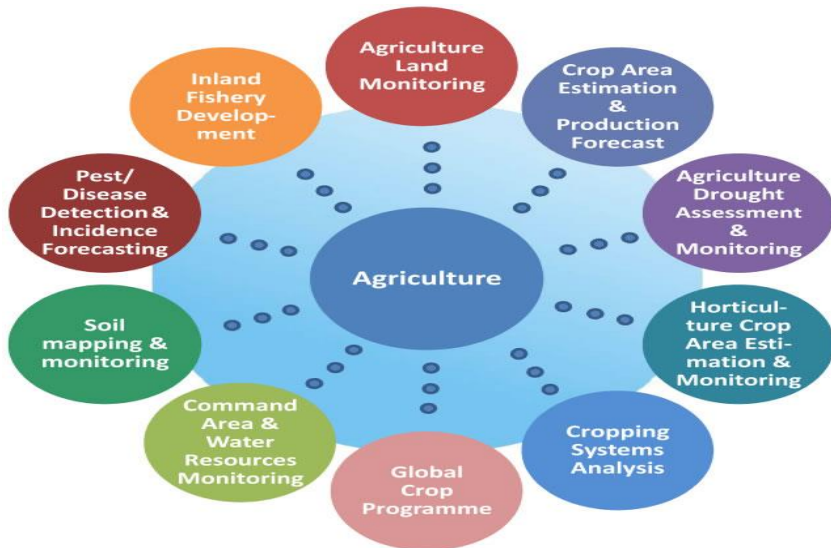 Agriculture
Land
Monitoring
Crop Area
Estimation
&
Production
Forecast
Agriculture
Drought
Assessment
&
Monitoring
Horticul-
ture Crop
Area Esti-
mation &
Monitoring
Cropping
Systems
Analysis
Global
Crop
Programme
Command
Area &
Water
Resources
Monitoring
Soil
mapping &
monitoring
Pest/
Disease
Detection &
Incidence
Forecasting
Inland
Fishery
Develop-
ment
Agriculture